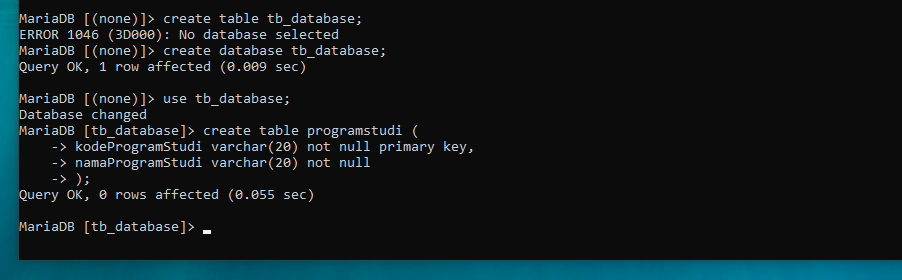 MariaDB [(none)]> create table tb_database;
ERROR 1046 (3D000): No database selected
MariaDB [(none)]> create database tb_database;
Query OK, 1 row affected (0.009 sec)

MariaDB [(none)]> use tb_database;
Database changed
MariaDB [tb_database]> create table programstudi (
    -> kodeProgramStudi varchar(20) not null primary key,
    -> namaProgramStudi varchar(20) not null
    -> );
Query OK, 0 rows affected (0.055 sec)

MariaDB [tb_database]>